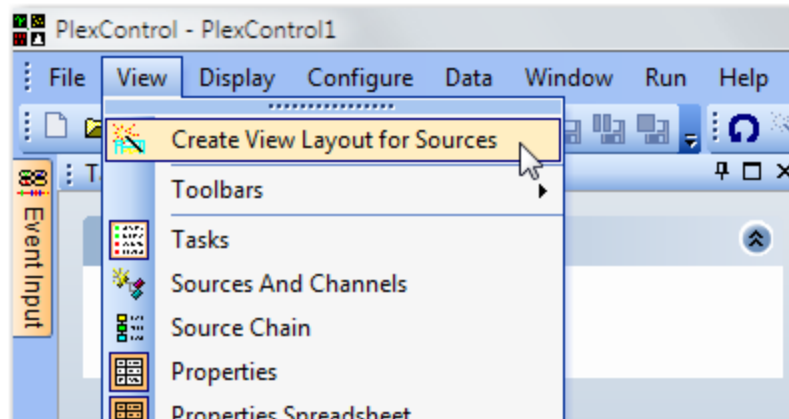 PlexControl - PlexControl1
File View Display Configure Data Window Run Help
Create View Layout for Sources
Toolbars
Tasks
Sources And Channels
Source Chain
Properties
Properties Spreadsheet
Event Input